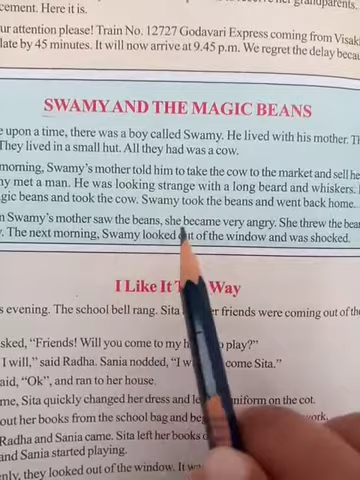 cement. Here it is.
ur attention please! Train No. 12727 Godavari Express coming from Visak
late by 45 minutes. It will now arrive at 9.45 p.m. We regret the delay becau
SWAMY AND THE MAGIC BEANS
e upon a time, there was a boy called Swamy. He lived with his mother. Th
They lived in a small hut. All they had was a cow.
morning, Swamy's mother told him to take the cow to the market and sell he
y met a man. He was looking strange with a long beard and whiskers.
gic beans and took the cow. Swamy took the beans and went back home.
n Swamy's mother saw the beans, she became very angry. She threw the bear
. The next morning, Swamy looked out of the window and was shocked.
I Like It Way
s evening. The school bell rang. Sita her friends were coming out of the
sked, "Friends! Will you come to my to play?"
I will," said Radha. Sania nodded, "I come Sita."
aid, "Ok", and ran to her house.
me, Sita quickly changed her dress and uniform on the cot.
out her books from the school bag and work.
Radha and Sania came. Sita left her books
and Sania started playing.
nly, they looked out of the window. It